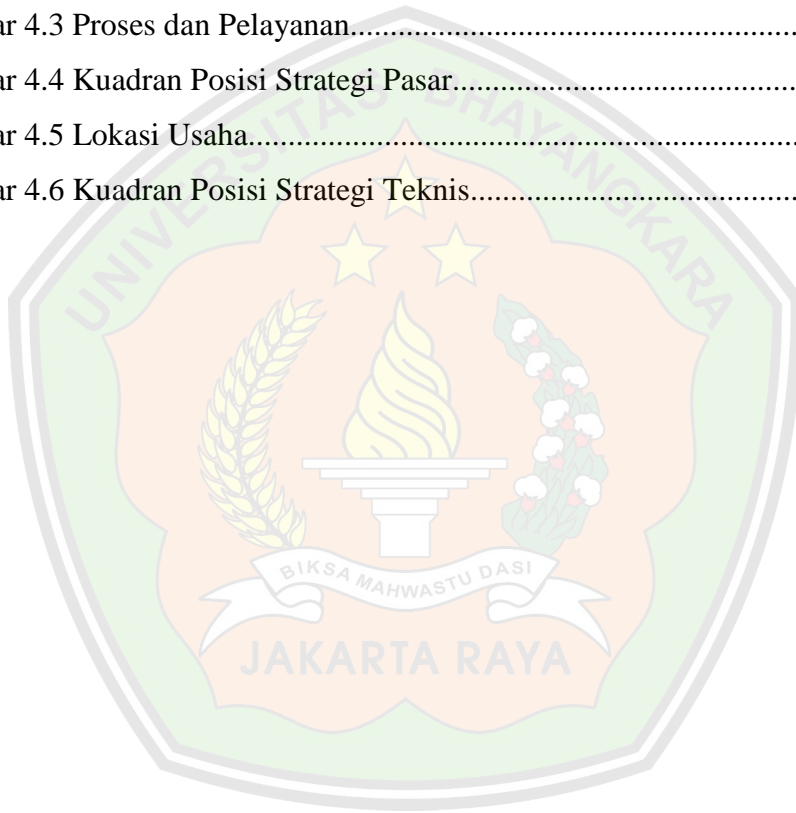 ar 4.3 Proses dan Pelayanan....................................................................
ar 4.4 Kuadran Posisi Strategi Pasar....................................................
ar 4.5 Lokasi Usaha.....................................................................................
ar 4.6 Kuadran Posisi Strategi Teknis..................................................
UNIVERSITAS BHAYANGKARA
BIKSA MAHWASTU DASI
JAKARTA RAYA